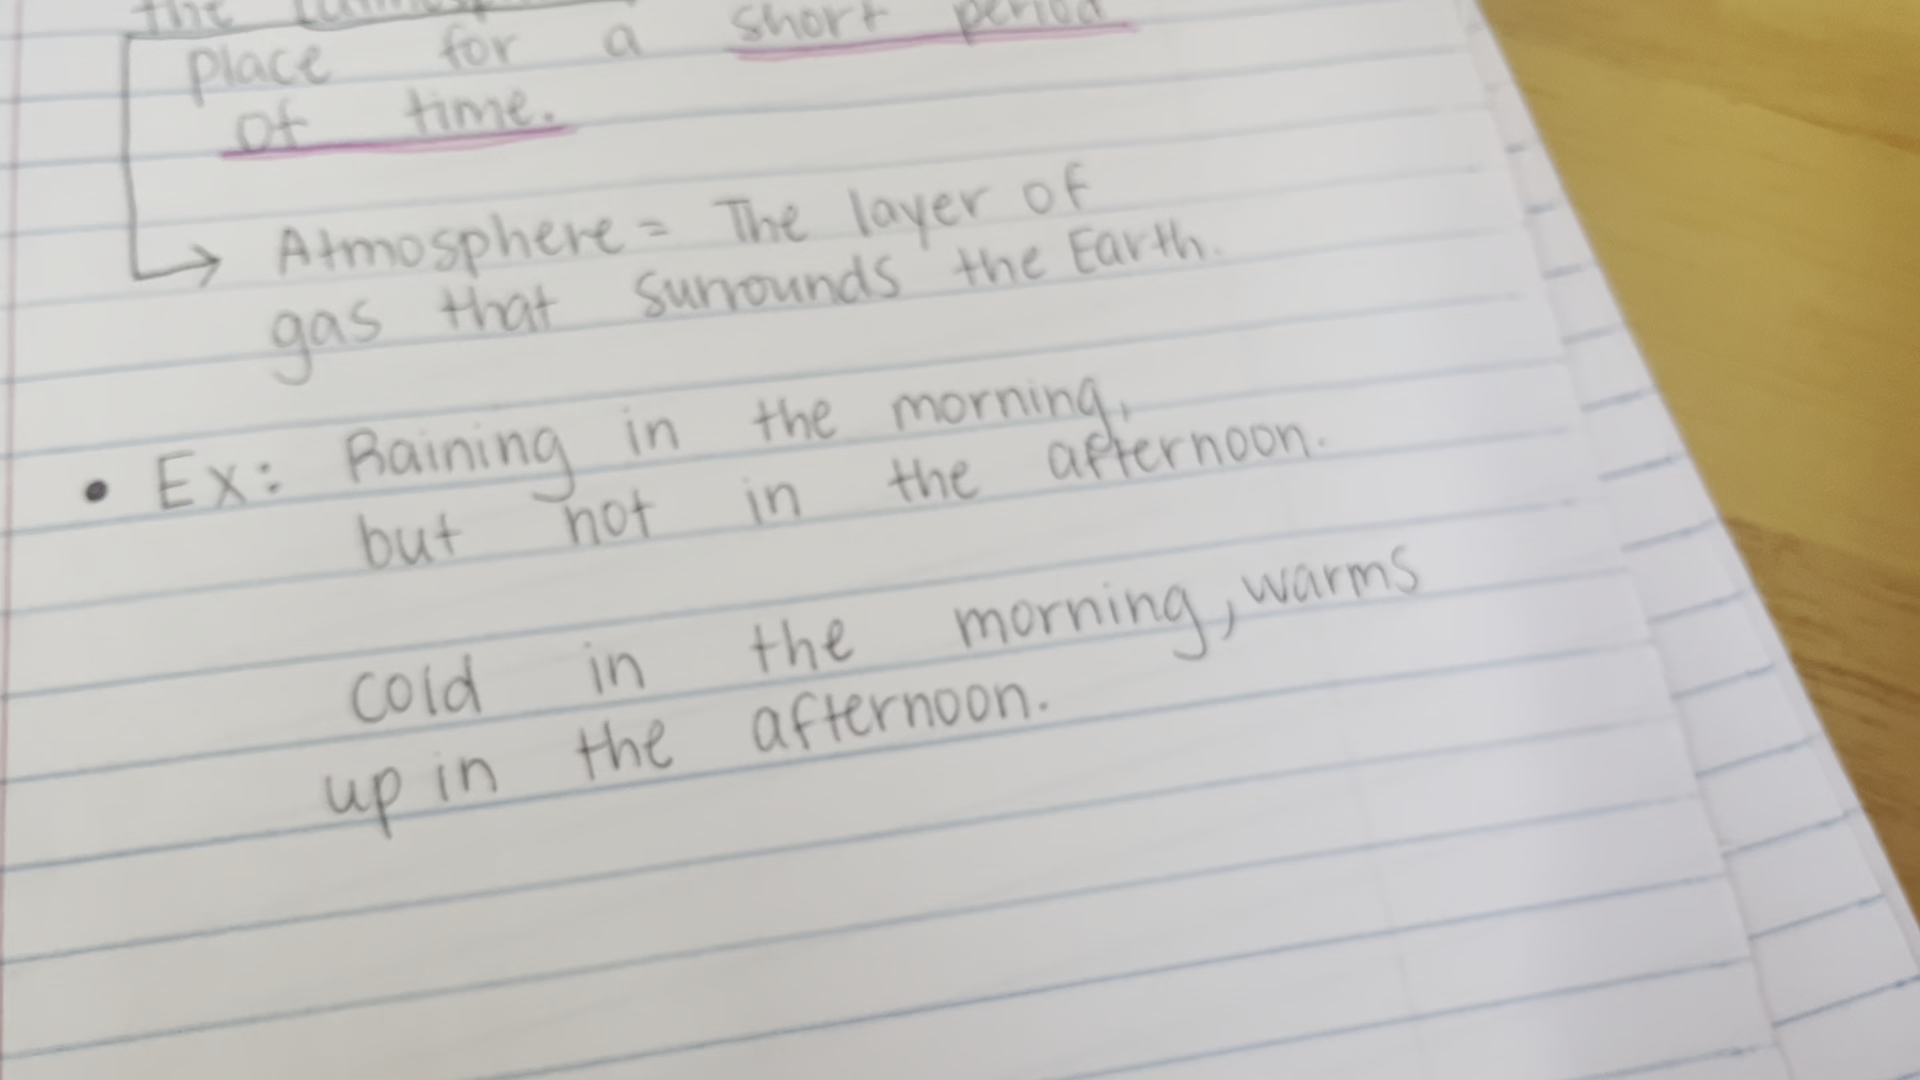 the
place for a short period
of time.
Atmosphere = The layer of
gas that surrounds the Earth.
• Ex: Raining in the morning,
but not in the afternoon.
cold in the morning, warms
up in the afternoon.